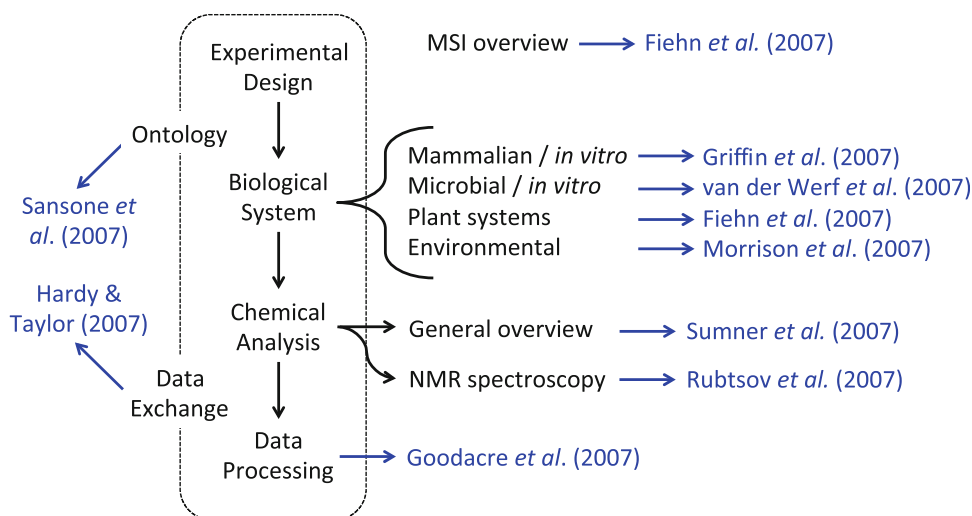 Experimental
Design
MSI overview
Fiehn et al. (2007)
Ontology
Sansone et
al. (2007)
Biological
System
Mammalian / in vitro
Griffin et al. (2007)
Microbial / in vitro
van der Werf et al. (2007)
Plant systems
Fiehn et al. (2007)
Environmental
Morrison et al. (2007)
Hardy &
Taylor (2007)
Chemical
Analysis
General overview
Sumner et al. (2007)
NMR spectroscopy
Rubtsov et al. (2007)
Data
Exchange
Data
Processing
Goodacre et al. (2007)